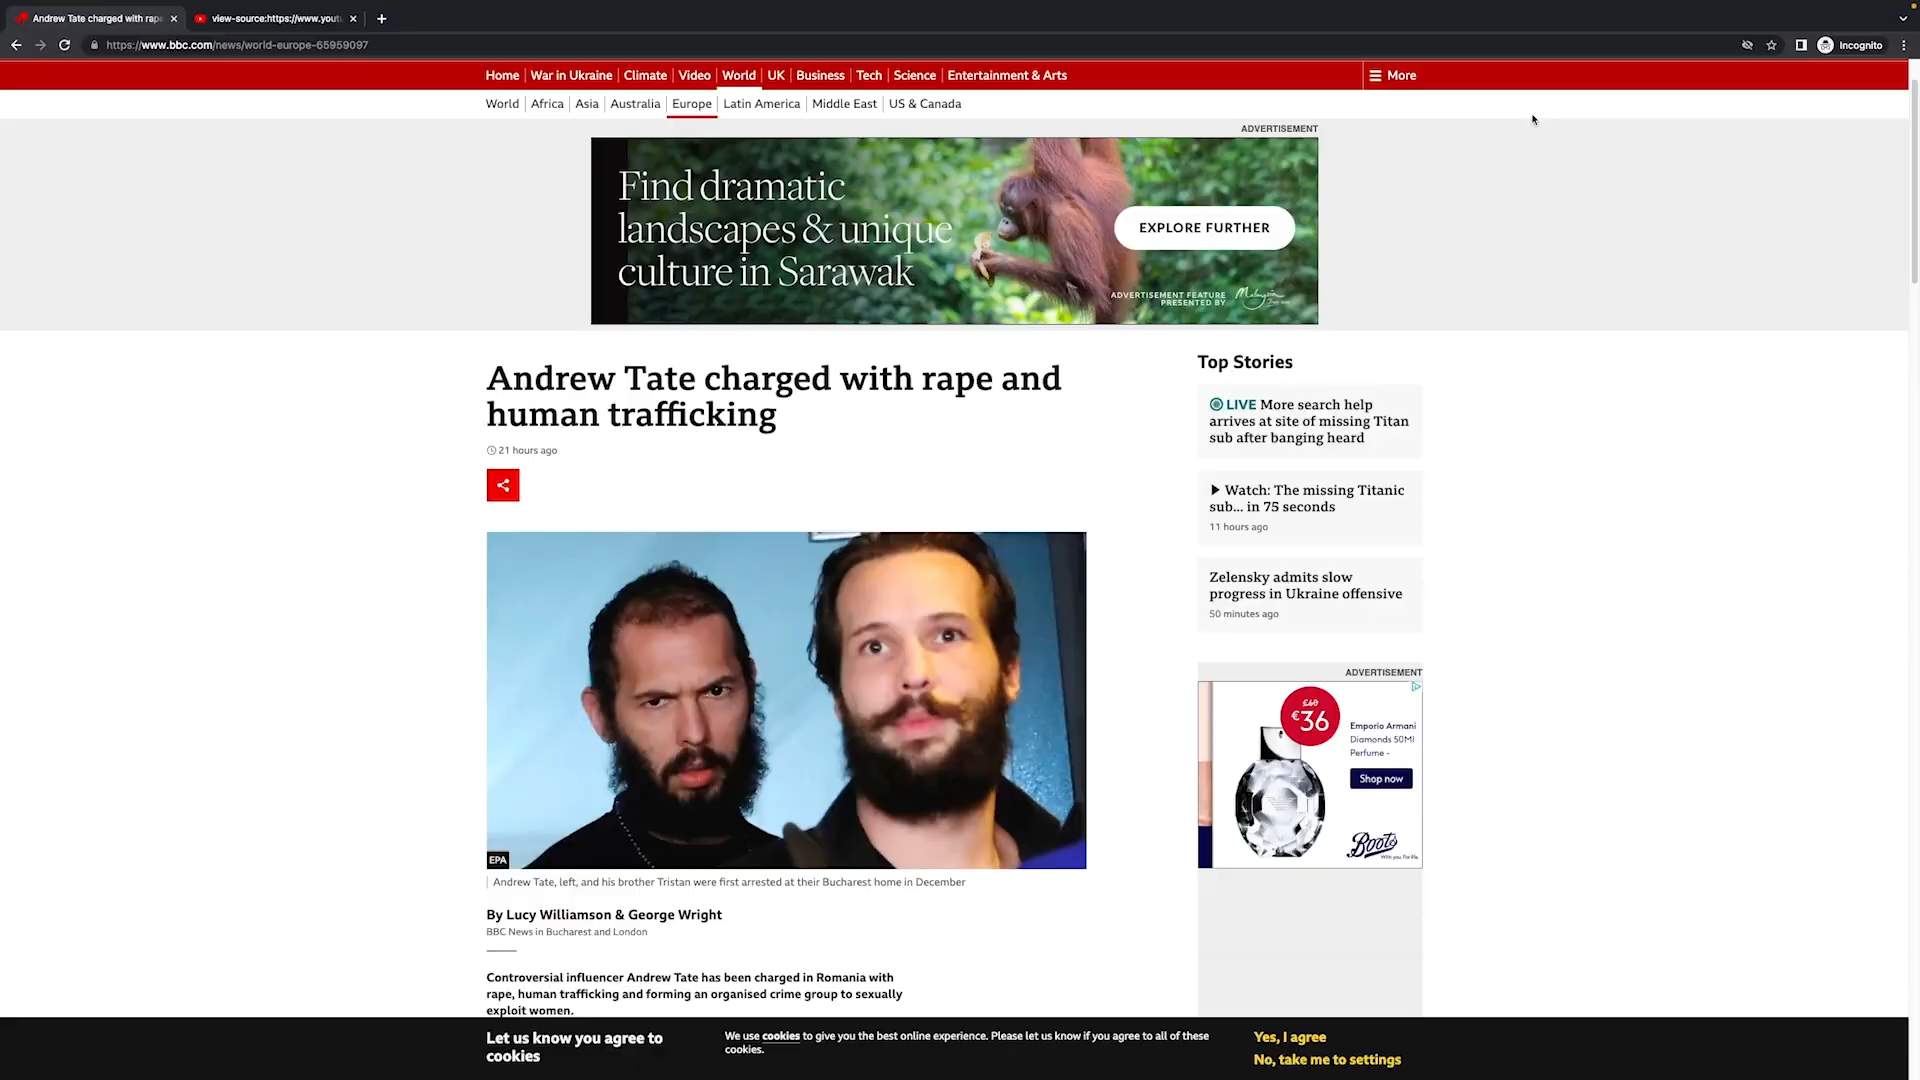 Andrew Tate charged with rape
view-source:https://www.yout
https://www.bbc.com/news/world-europe-65959097
Incognito
Home
War in Ukraine
Climate
Video
World
UK
Business
Tech
Science
Entertainment & Arts
More
World
Africa
Asia
Australia
Europe
Latin America
Middle East
US & Canada
ADVERTISEMENT
Find dramatic
landscapes & unique
culture in Sarawak
EXPLORE FURTHER
ADVERTISEMENT FEATURE
PRESENTED BY
Andrew Tate charged with rape and
human trafficking
21 hours ago
EPA
Andrew Tate, left, and his brother Tristan were first arrested at their Bucharest home in December
By Lucy Williamson & George Wright
BBC News in Bucharest and London
Controversial influencer Andrew Tate has been charged in Romania with
rape, human trafficking and forming an organised crime group to sexually
exploit women.
Top Stories
LIVE More search help
arrives at site of missing Titan
sub after banging heard
Watch: The missing Titanic
sub... in 75 seconds
11 hours ago
Zelensky admits slow
progress in Ukraine offensive
50 minutes ago
ADVERTISEMENT
€36
Emporio Armani
Diamonds 50Ml
Perfume -
Shop now
Boots
With you. For life.
Let us know you agree to
cookies
We use cookies to give you the best online experience. Please let us know if you agree to all of these
cookies.
Yes, I agree
No, take me to settings